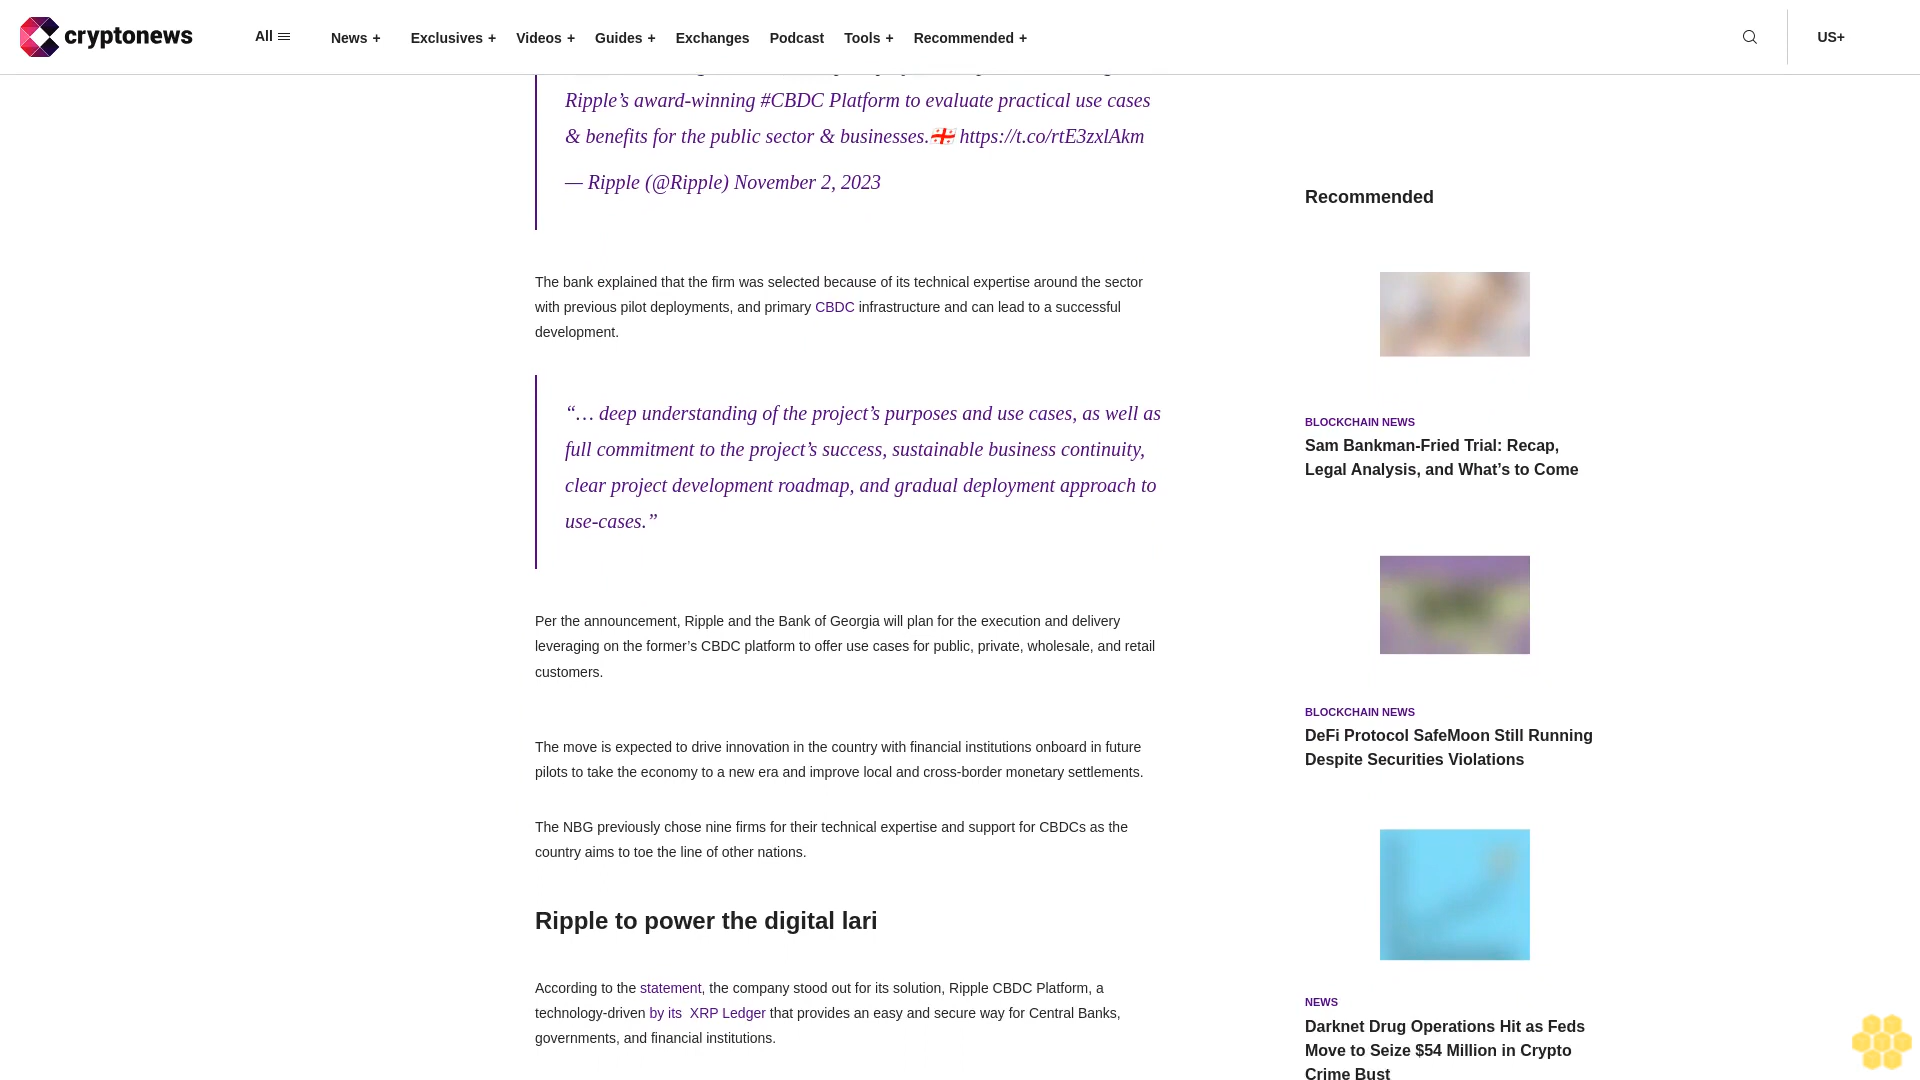 cryptonews
All
News +
Exclusives +
Videos +
Guides +
Exchanges
Podcast
Tools +
Recommended +
US+
Ripple’s award-winning #CBDC Platform to evaluate practical use cases
& benefits for the public sector & businesses.🇬🇪 https://t.co/rtE3zxlAkm
— Ripple (@Ripple) November 2, 2023
The bank explained that the firm was selected because of its technical expertise around the sector
with previous pilot deployments, and primary CBDC infrastructure and can lead to a successful
development.
“… deep understanding of the project’s purposes and use cases, as well as
full commitment to the project’s success, sustainable business continuity,
clear project development roadmap, and gradual deployment approach to
use-cases.”
Per the announcement, Ripple and the Bank of Georgia will plan for the execution and delivery
leveraging on the former’s CBDC platform to offer use cases for public, private, wholesale, and retail
customers.
The move is expected to drive innovation in the country with financial institutions onboard in future
pilots to take the economy to a new era and improve local and cross-border monetary settlements.
The NBG previously chose nine firms for their technical expertise and support for CBDCs as the
country aims to toe the line of other nations.
Ripple to power the digital lari
According to the statement, the company stood out for its solution, Ripple CBDC Platform, a
technology-driven by its  XRP Ledger that provides an easy and secure way for Central Banks,
governments, and financial institutions.
Recommended
BLOCKCHAIN NEWS
Sam Bankman-Fried Trial: Recap,
Legal Analysis, and What’s to Come
BLOCKCHAIN NEWS
DeFi Protocol SafeMoon Still Running
Despite Securities Violations
NEWS
Darknet Drug Operations Hit as Feds
Move to Seize $54 Million in Crypto
Crime Bust